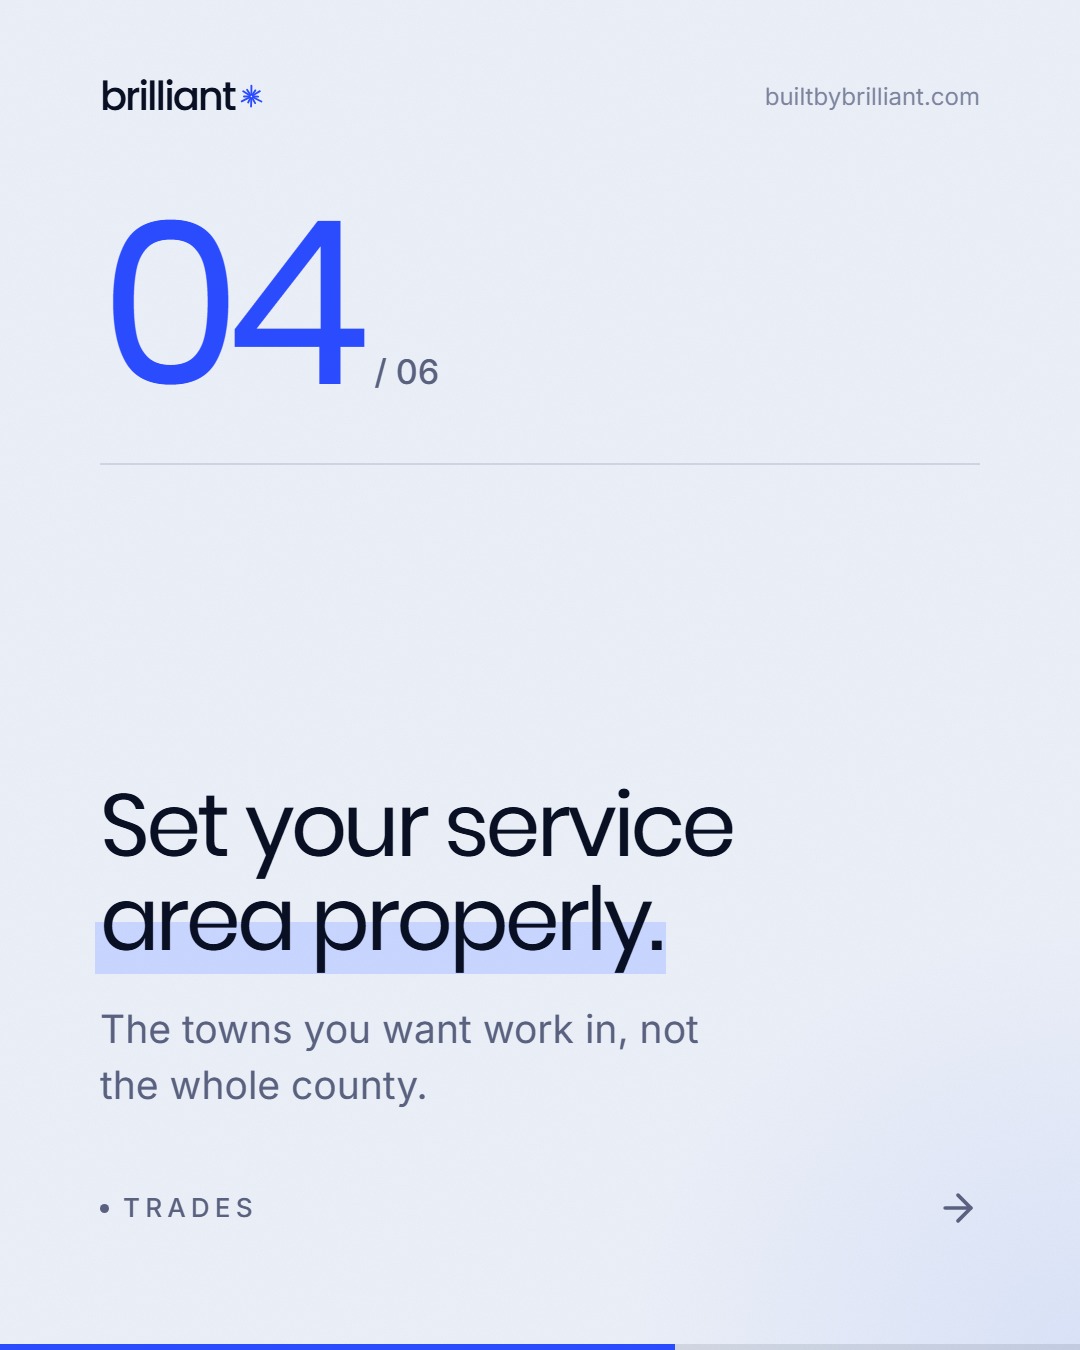 brilliant
builtbybrilliant.com
04 / 06
Set your service
area properly.
The towns you want work in, not
the whole county.
• TRADES